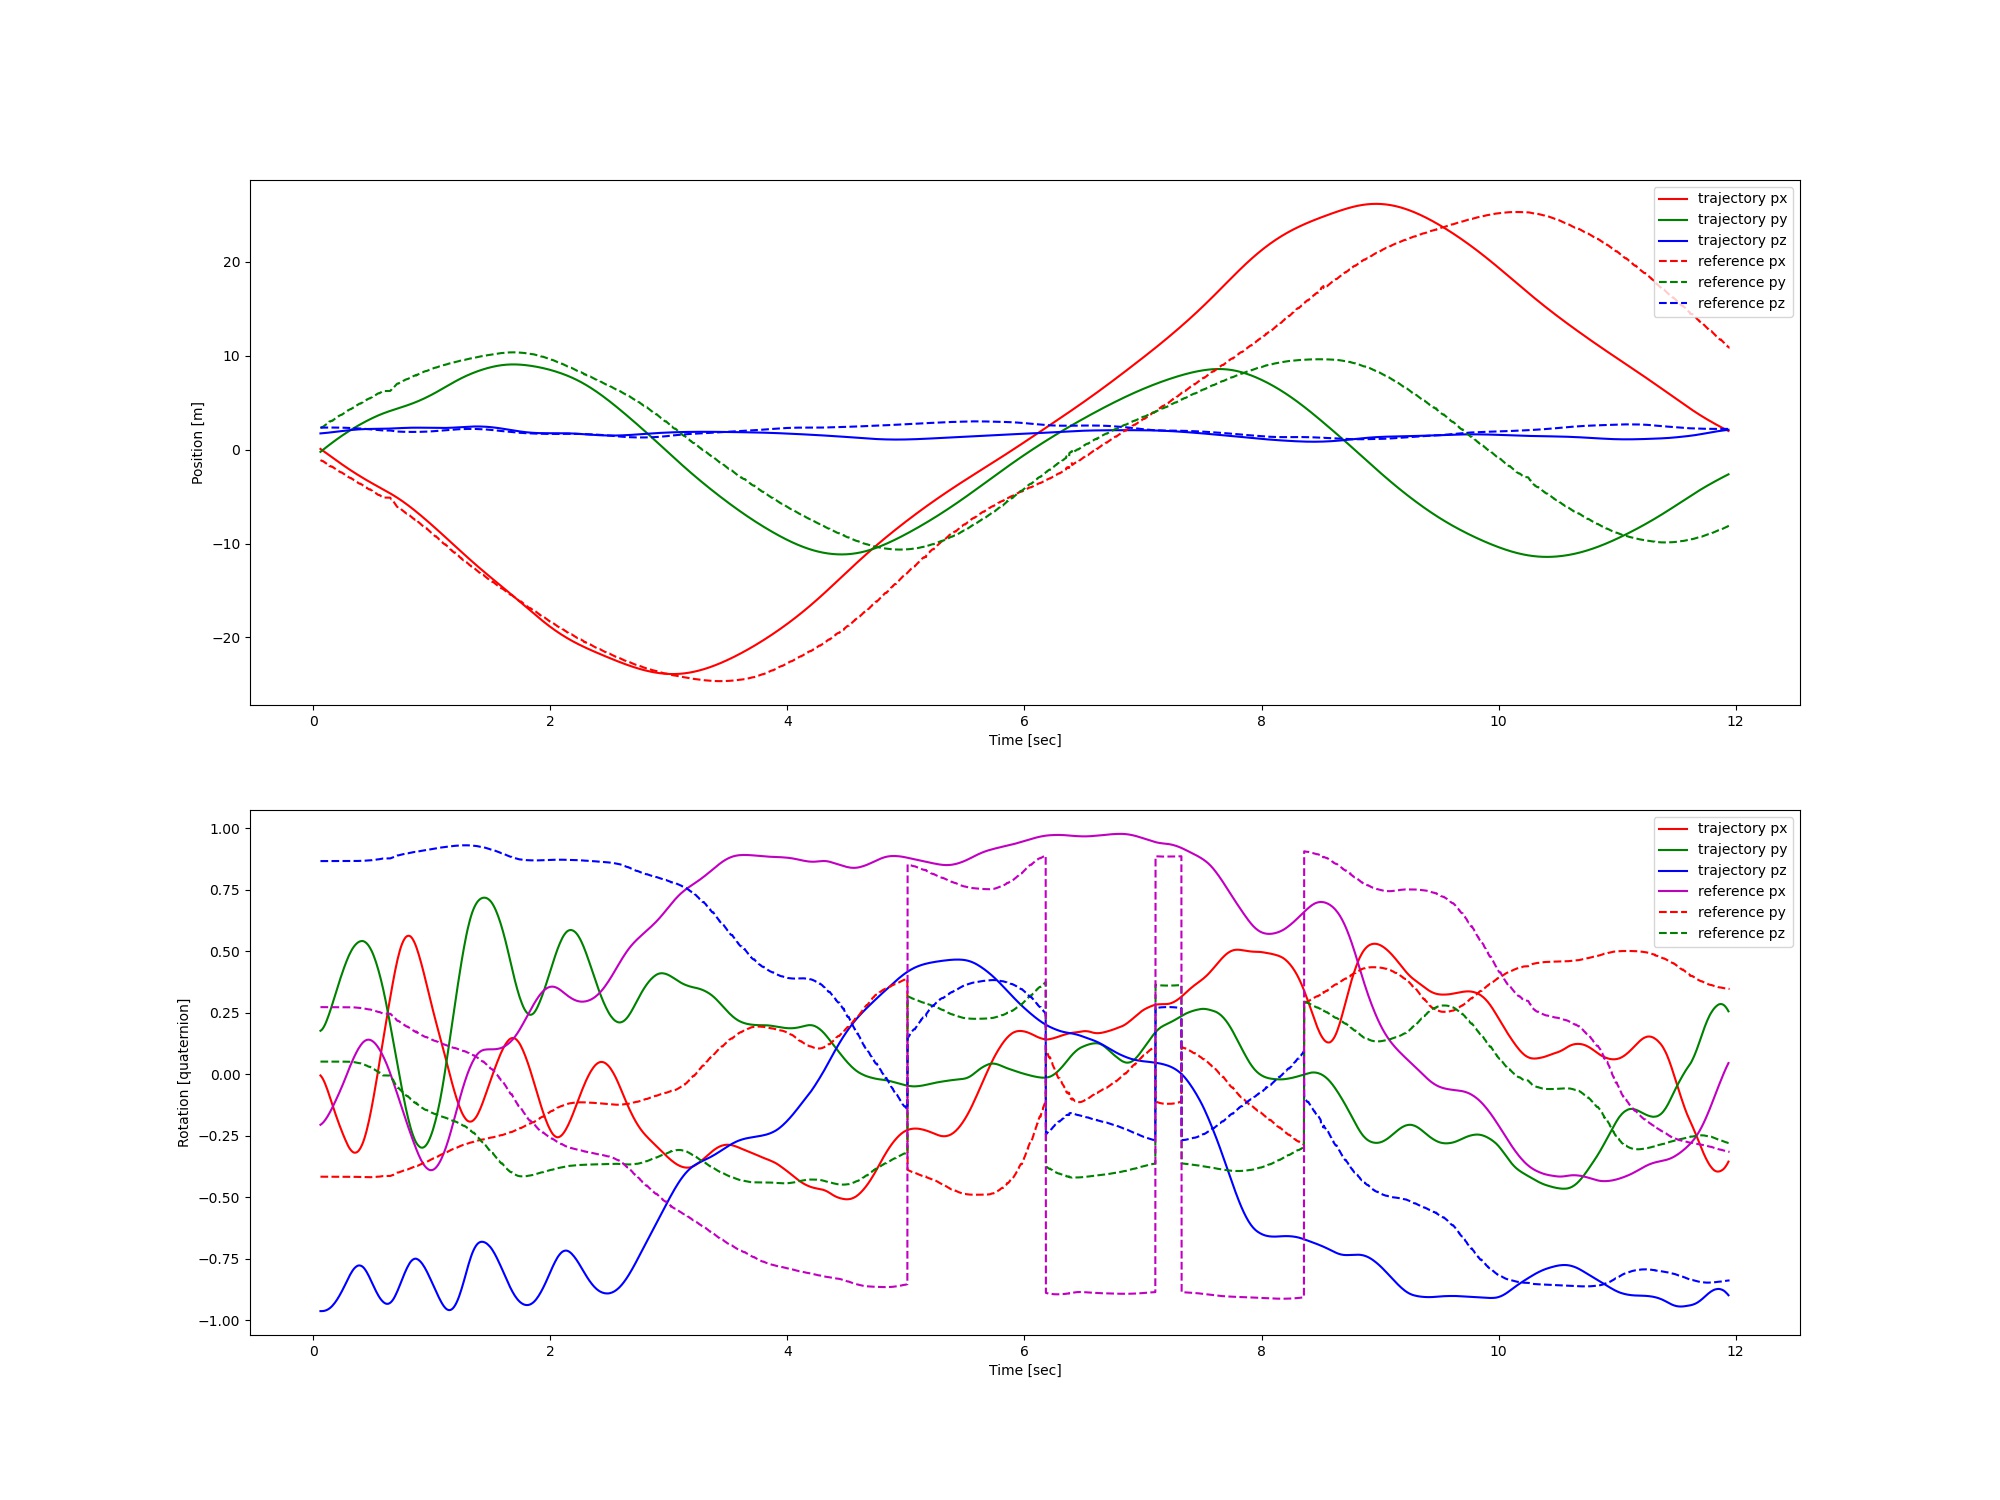 20
10
0
−10
−20
Position [m]
trajectory px
trajectory py
trajectory pz
reference px
reference py
reference pz
0 2 4 6 8 10 12
Time [sec]
1.00
0.75
0.50
0.25
0.00
−0.25
−0.50
−0.75
−1.00
Rotation [quaternion]
trajectory px
trajectory py
trajectory pz
reference px
reference py
reference pz
0 2 4 6 8 10 12
Time [sec]